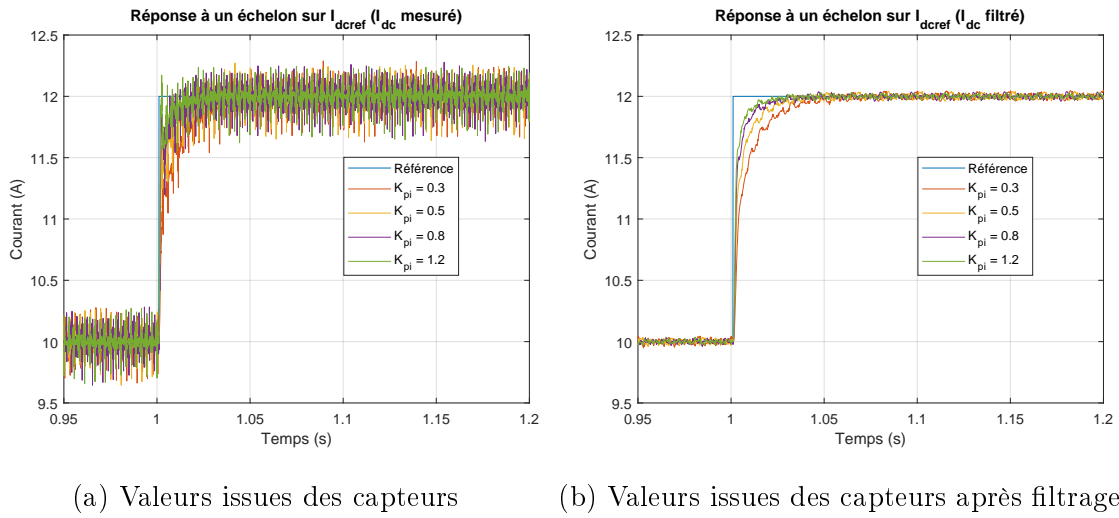 Réponse à un échelon sur I_dcref (I_dc mesuré)
12.5
12
11.5
11
10.5
10
9.5
0.95
1
1.05
1.1
1.15
1.2
Courant (A)
Temps (s)
Référence
K_pi = 0.3
K_pi = 0.5
K_pi = 0.8
K_pi = 1.2
(a) Valeurs issues des capteurs
Réponse à un échelon sur I_dcref (I_dc filtré)
12.5
12
11.5
11
10.5
10
9.5
0.95
1
1.05
1.1
1.15
1.2
Courant (A)
Temps (s)
Référence
K_pi = 0.3
K_pi = 0.5
K_pi = 0.8
K_pi = 1.2
(b) Valeurs issues des capteurs après filtrage